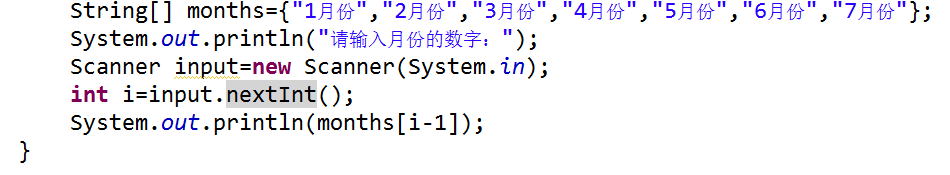 String[] months={"1月份","2月份","3月份","4月份","5月份","6月份","7月份"};
System.out.println("请输入月份的数字：");
Scanner input=new Scanner(System.in);
int i=input.nextInt();
System.out.println(months[i-1]);
}